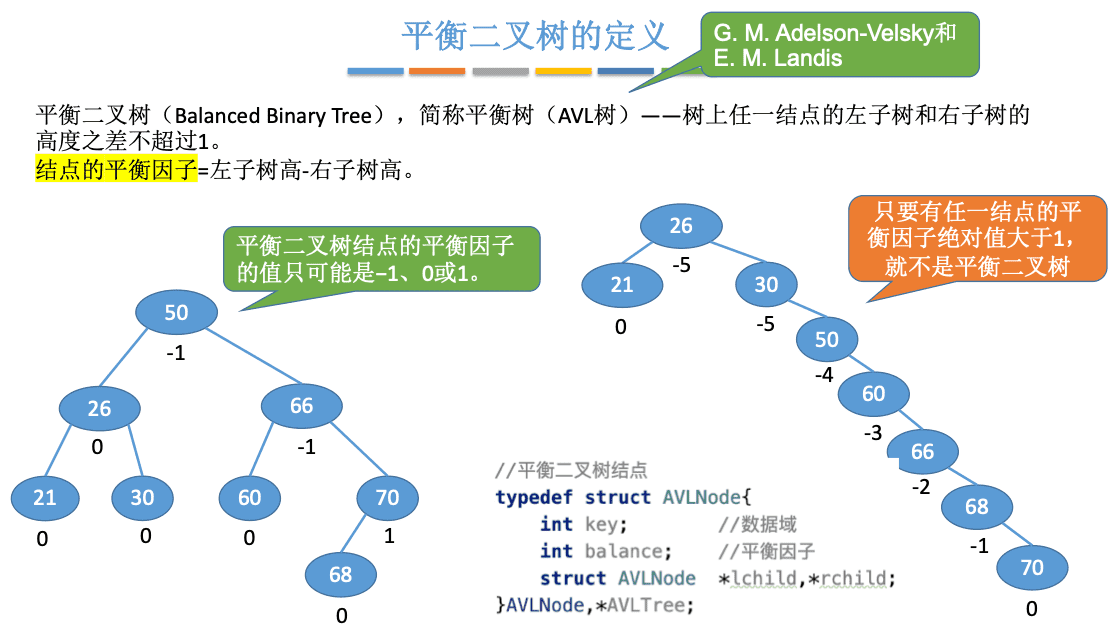 平衡二叉树的定义
G. M. Adelson-Velsky和
E. M. Landis
平衡二叉树（Balanced Binary Tree），简称平衡树（AVL树）——树上任一结点的左子树和右子树的
高度之差不超过1。
结点的平衡因子=左子树高-右子树高。
平衡二叉树结点的平衡因子
的值只可能是−1、0或1。
50
-1
26
0
66
-1
21
0
30
0
60
0
70
1
68
0
只要有任一结点的平
衡因子绝对值大于1，
就不是平衡二叉树
26
-5
21
0
30
-5
50
-4
60
-3
66
-2
68
-1
70
0
//平衡二叉树结点
typedef struct AVLNode{
int key; //数据域
int balance; //平衡因子
struct AVLNode *lchild,*rchild;
}AVLNode,*AVLTree;